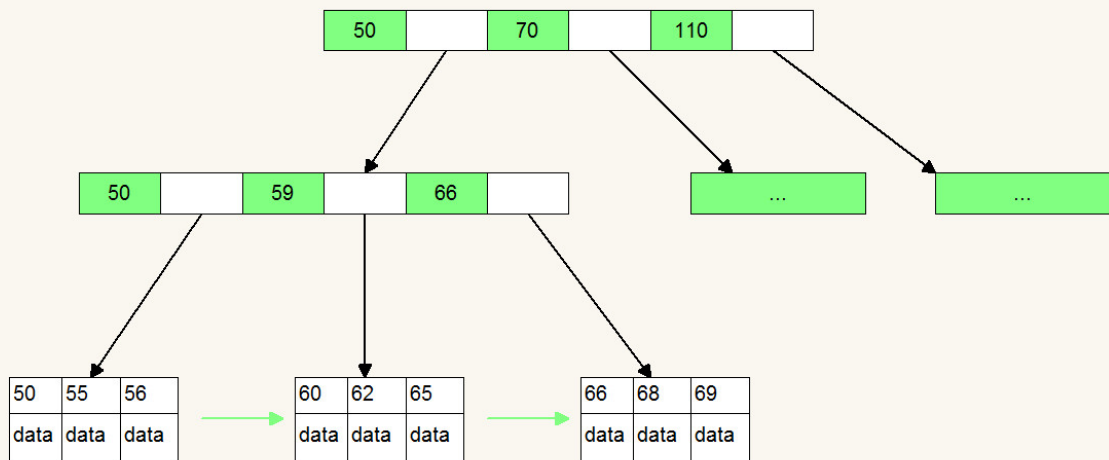 50 70 110
50 59 66 ... ...
50 55 56 60 62 65 66 68 69
data data data data data data data data data